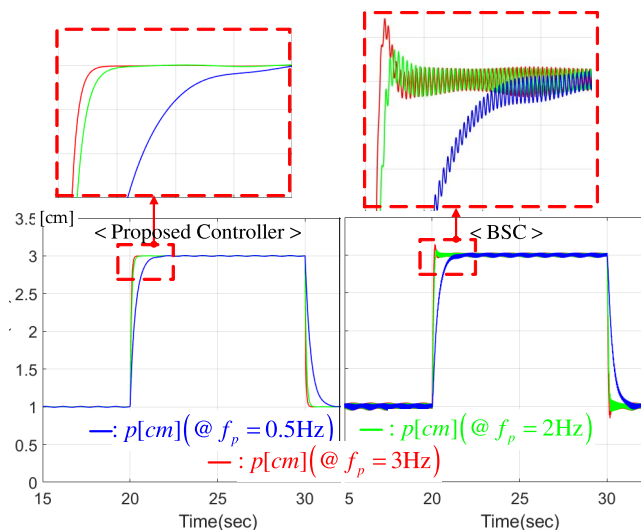 3.5 [cm]
< Proposed Controller >
< BSC >
3
2.5
2
1.5
1
0.5
0
: p[cm](@ f_p = 0.5Hz)
: p[cm](@ f_p = 2Hz)
: p[cm](@ f_p = 3Hz)
15 20 25 30
5 20 25 30
Time(sec)
Time(sec)